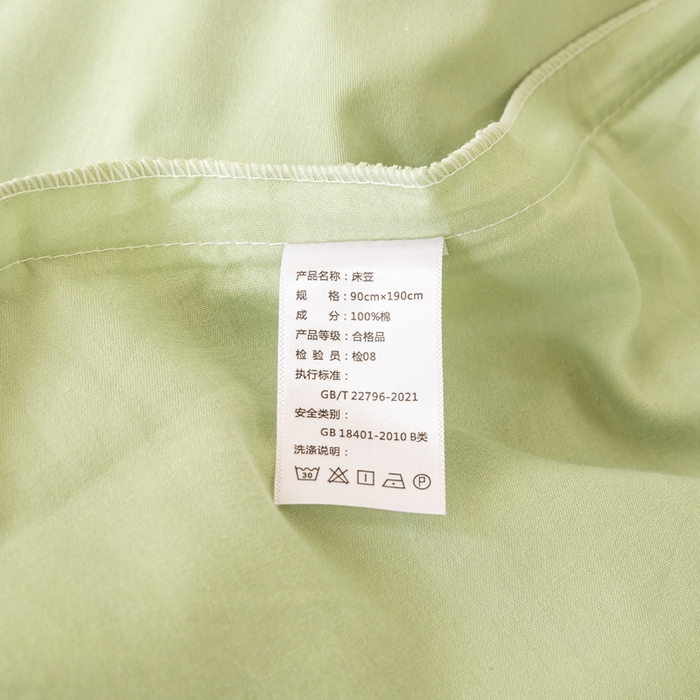 产品名称：床笠
规 格：90cm×190cm
成 分：100%棉
产品等级：合格品
检 验 员：检08
执行标准：
GB/T 22796-2021
安全类别：
GB 18401-2010 B类
洗涤说明：
30 P